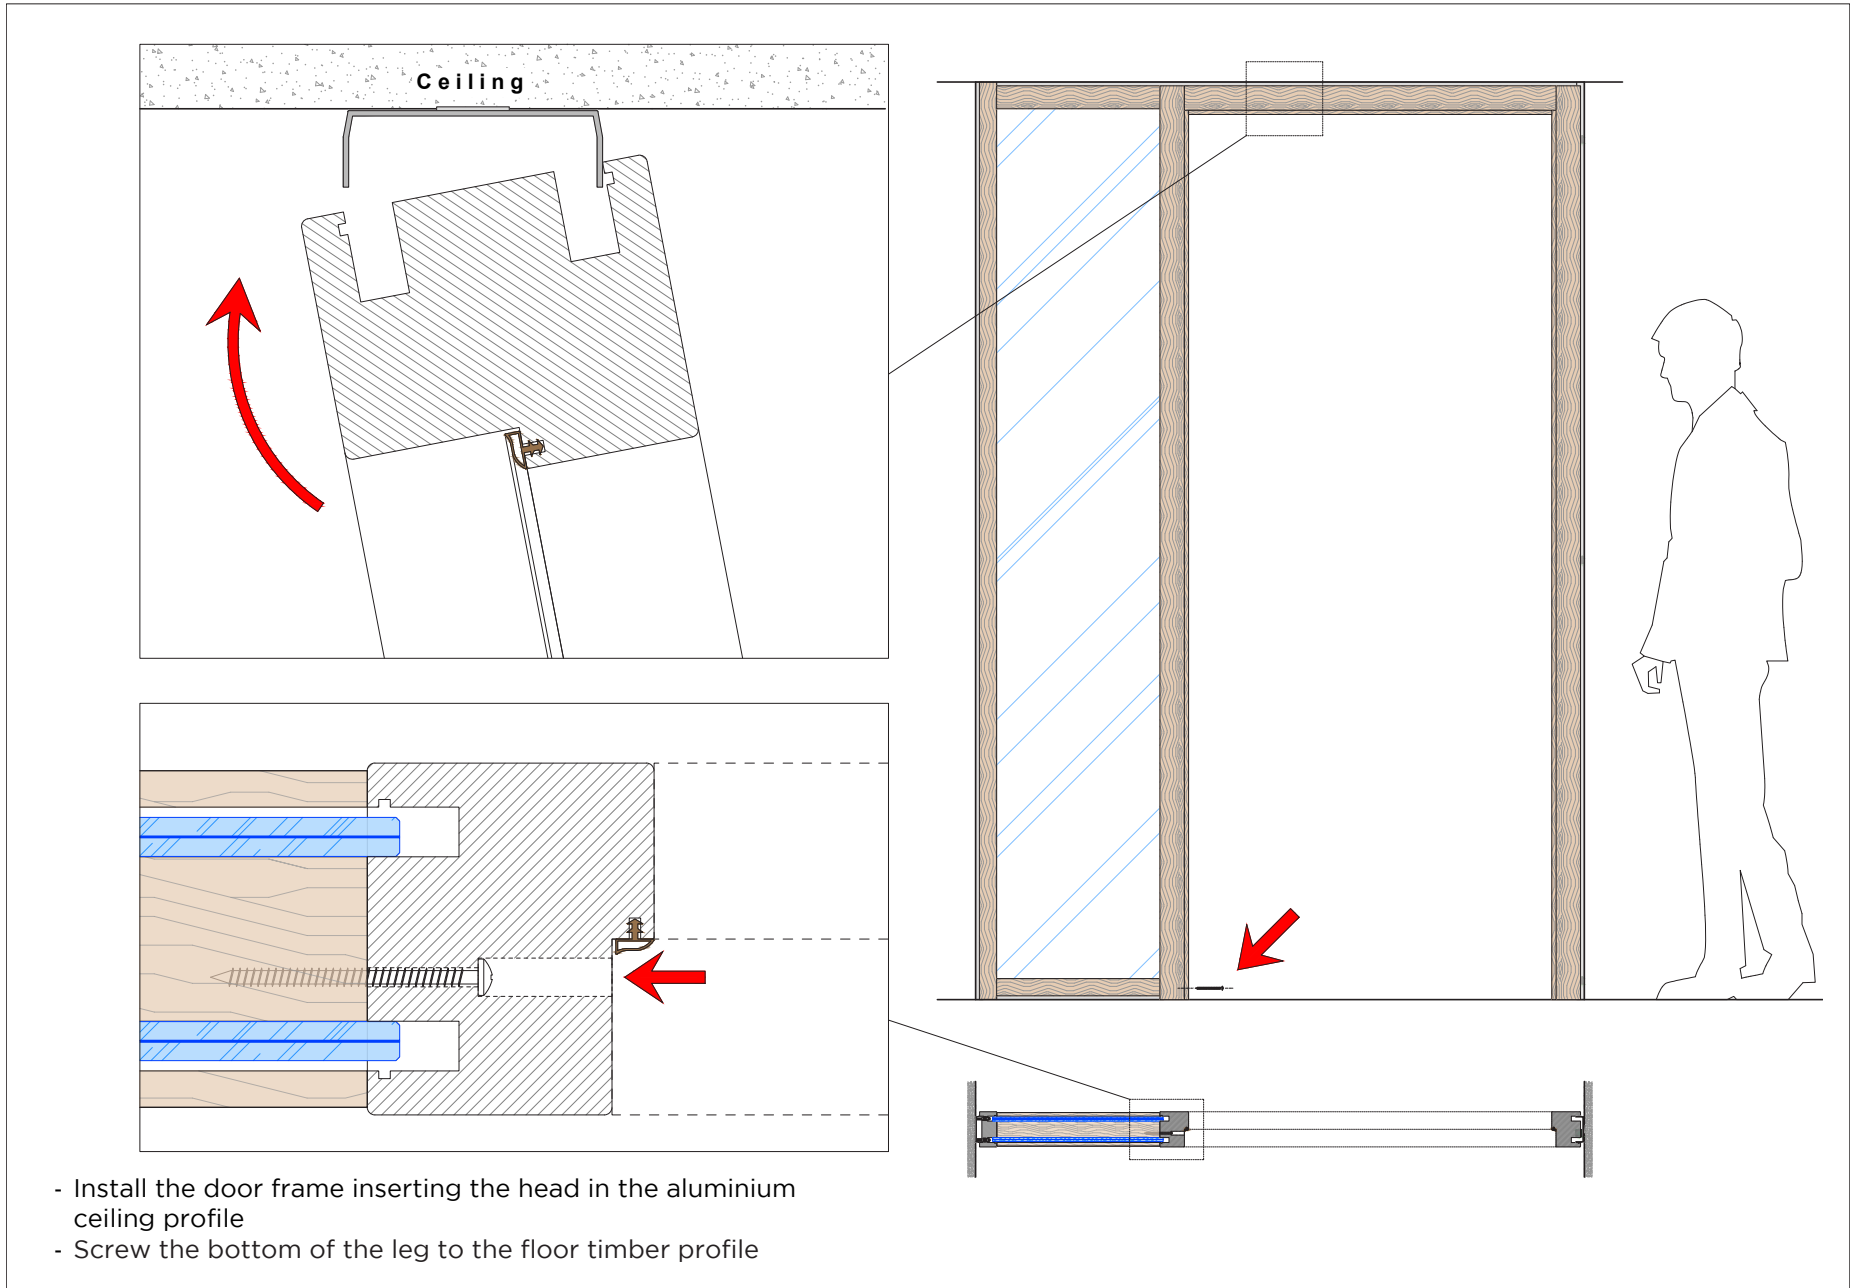 Ceiling
- Install the door frame inserting the head in the aluminium
ceiling profile
- Screw the bottom of the leg to the floor timber profile